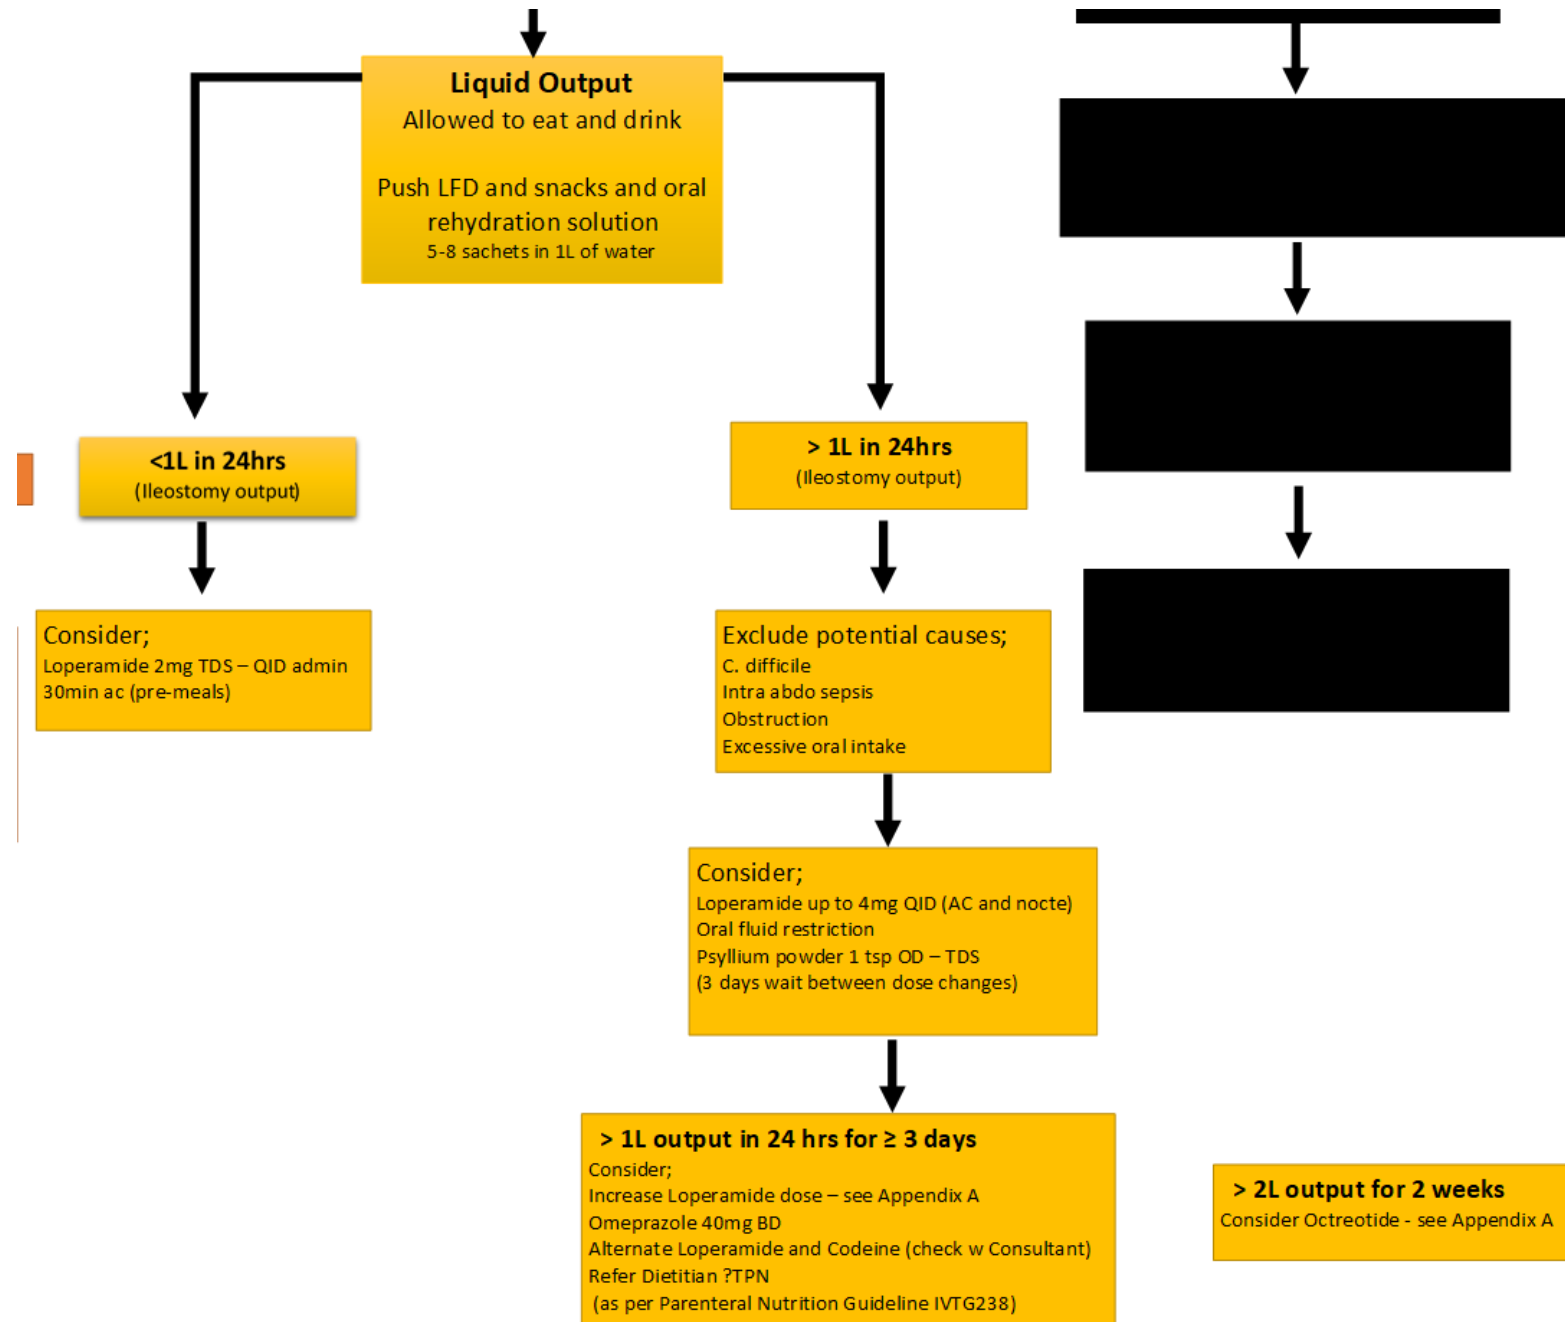 Liquid Output
Allowed to eat and drink
Push LFD and snacks and oral
rehydration solution
5-8 sachets in 1L of water
<1L in 24hrs
(Ileostomy output)
> 1L in 24hrs
(Ileostomy output)
Consider;
Loperamide 2mg TDS – QID admin
30min ac (pre-meals)
Exclude potential causes;
C. difficile
Intra abdo sepsis
Obstruction
Excessive oral intake
Consider;
Loperamide up to 4mg QID (AC and nocte)
Oral fluid restriction
Psyllium powder 1 tsp OD – TDS
(3 days wait between dose changes)
> 1L output in 24 hrs for ≥ 3 days
Consider;
Increase Loperamide dose – see Appendix A
Omeprazole 40mg BD
Alternate Loperamide and Codeine (check w Consultant)
Refer Dietitian ?TPN
(as per Parenteral Nutrition Guideline IVTG238)
> 2L output for 2 weeks
Consider Octreotide - see Appendix A